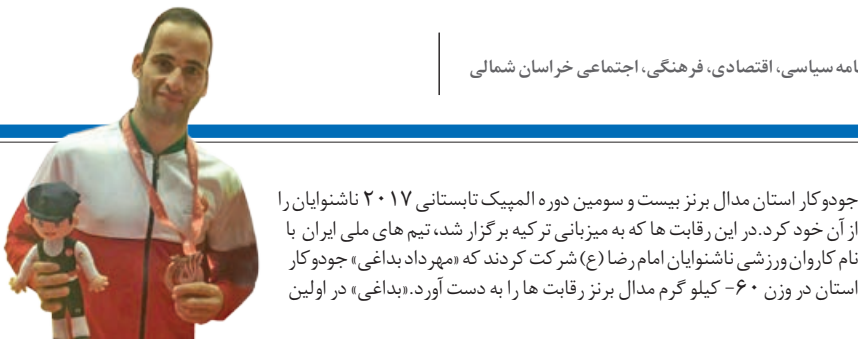 امه سیاسی، اقتصادی، فرهنگی، اجتماعی خراسان شمالی
جودوکار استان مدال برنز بیست و سومین دوره المپیک تابستانی ۲۰۱۷ ناشنوایان را
از آن خود کرد.در این رقابت ها که به میزبانی ترکیه برگزار شد، تیم های ملی ایران با
نام کاروان ورزشی ناشنوایان امام رضا (ع) شرکت کردند که «مهرداد بداغی» جودوکار
استان در وزن ۶۰- کیلو گرم مدال برنز رقابت ها را به دست آورد.«بداغی» در اولین